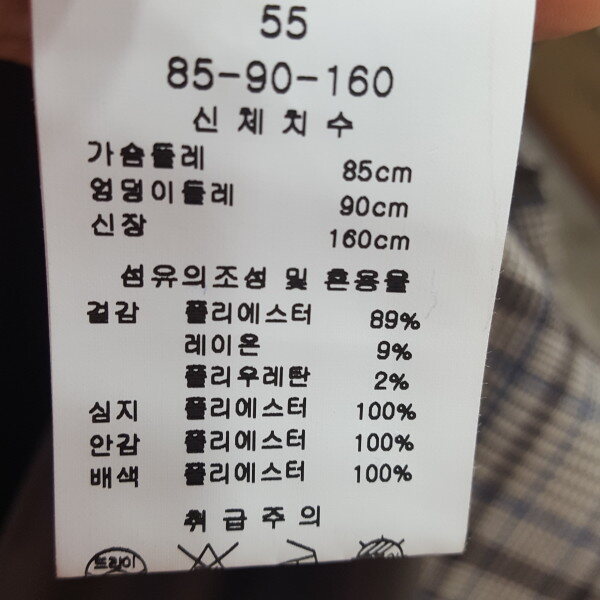 55
85-90-160
신체치수
가슴둘레 85cm
엉덩이둘레 90cm
신장 160cm
섬유의조성 및 혼용율
겉감 폴리에스터 89%
레이온 9%
폴리우레탄 2%
심지 폴리에스터 100%
안감 폴리에스터 100%
배색 폴리에스터 100%
취급주의
드라이